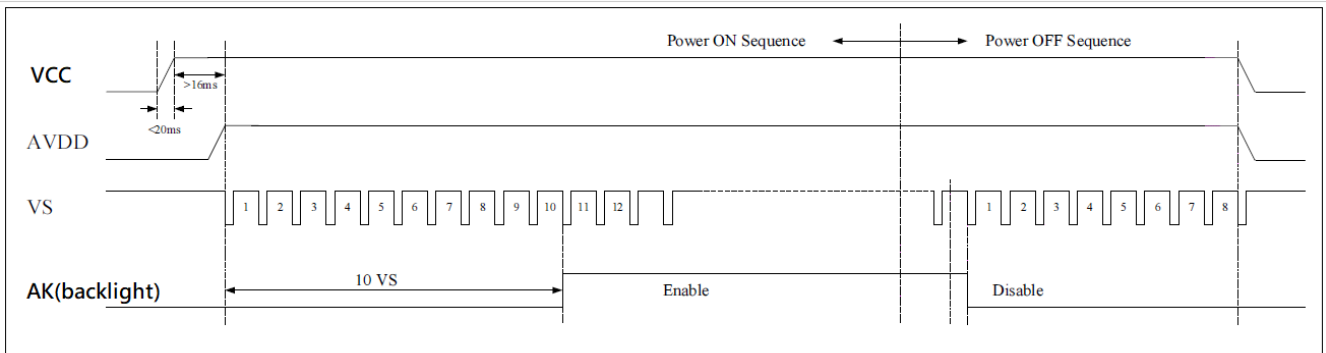 Power ON Sequence
Power OFF Sequence
VCC
>16ms
<20ms
AVDD
VS
1 2 3 4 5 6 7 8 9 10 11 12
1 2 3 4 5 6 7 8
10 VS
AK(backlight)
Enable
Disable